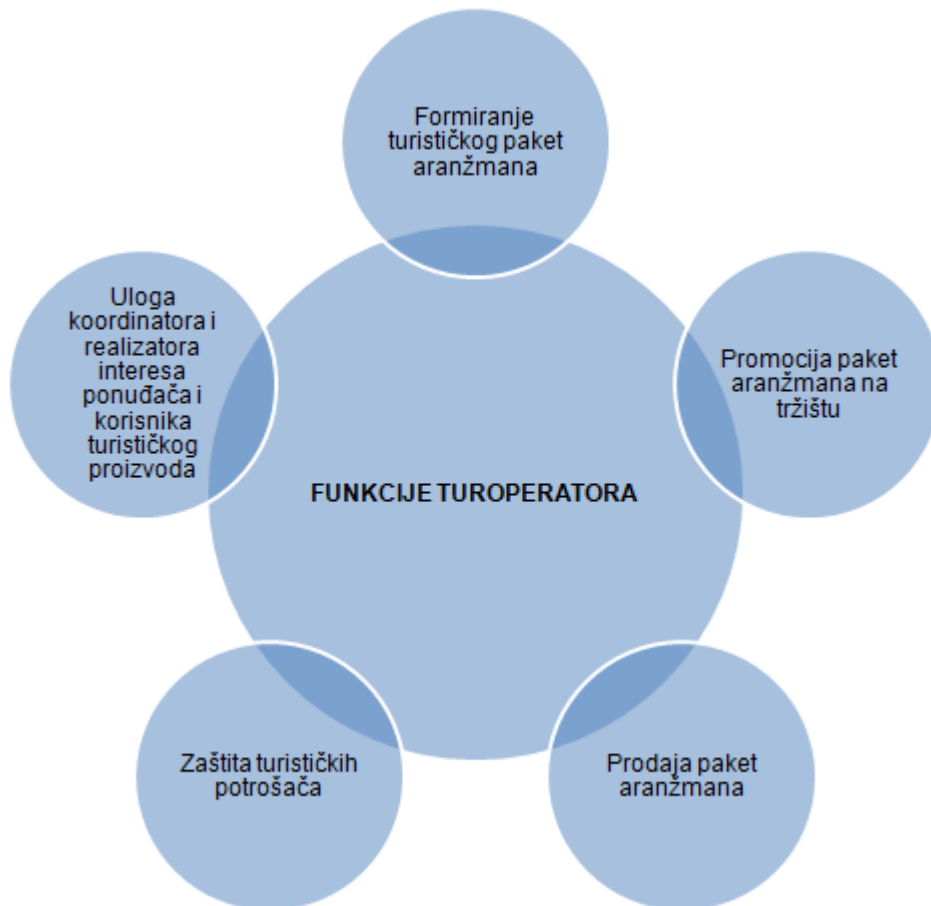 Formiranje
turističkog paket
aranžmana
Uloga
koordinatora i
realizatora
interesa
ponuđača i
korisnika
turističkog
proizvoda
Promocija paket
aranžmana na
tržištu
FUNKCIJE TUROPERATORA
Zaštita turističkih
potrošača
Prodaja paket
aranžmana